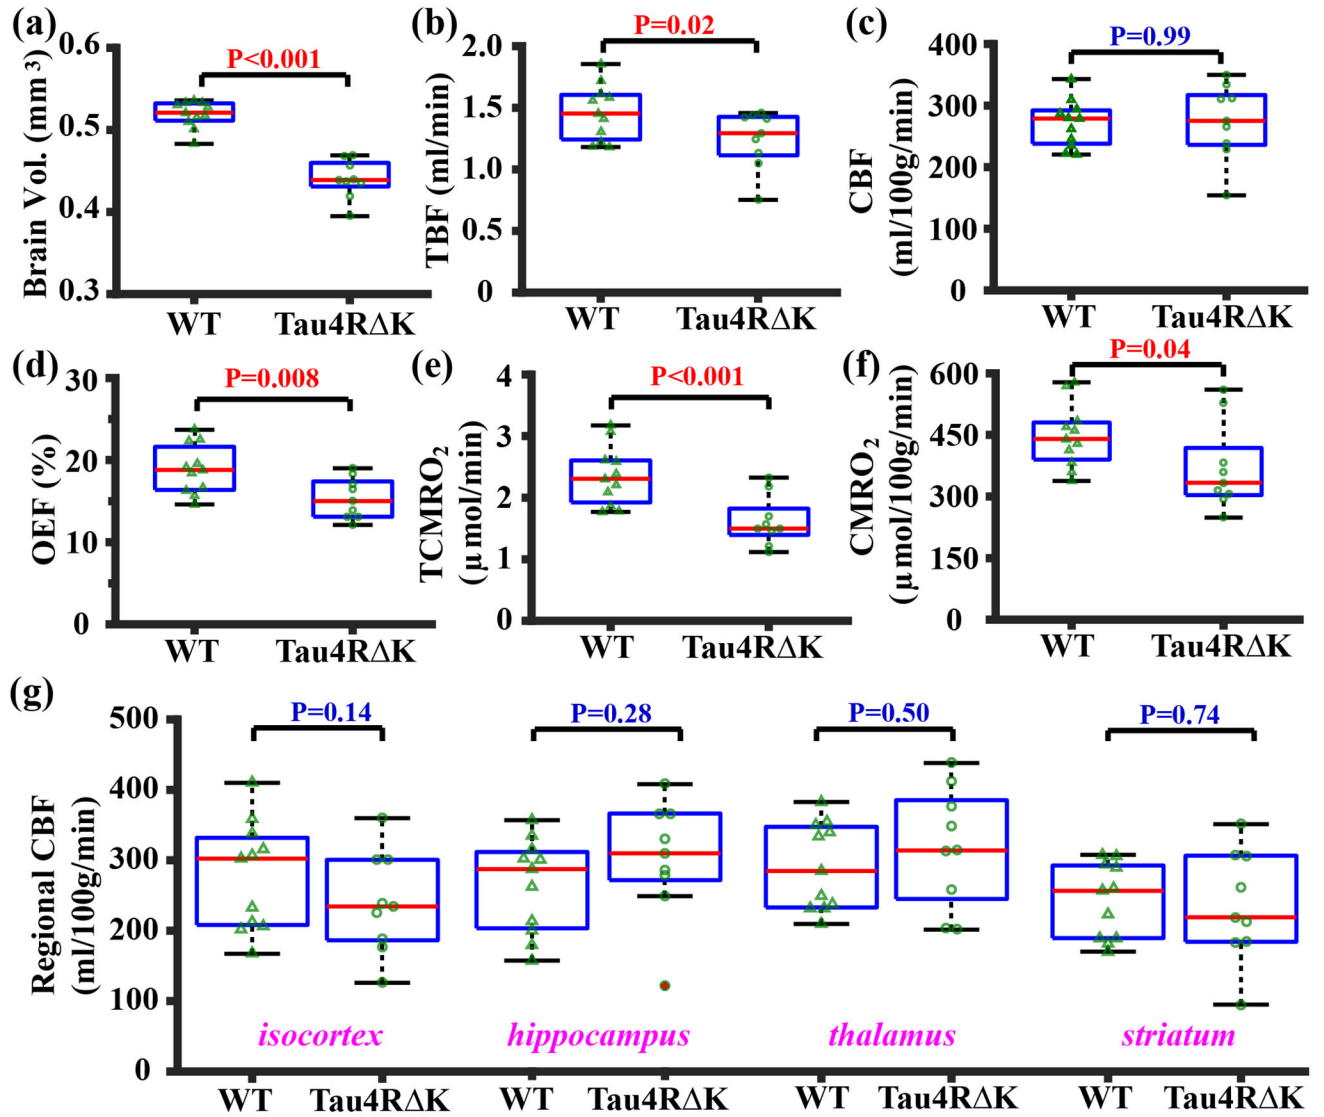 (a)
P<0.001
Brain Vol. (mm³)
0.6
0.5
0.4
0.3
WT
Tau4RΔK
(b)
P=0.02
TBF (ml/min)
2.0
1.5
1.0
0.5
0
WT
Tau4RΔK
(c)
P=0.99
CBF
(ml/100g/min)
400
300
200
100
0
WT
Tau4RΔK
(d)
P=0.008
OEF (%)
30
20
10
0
WT
Tau4RΔK
(e)
P<0.001
TCMRO₂
(μmol/min)
4
3
2
1
0
WT
Tau4RΔK
(f)
P=0.04
CMRO₂
(μmol/100g/min)
600
450
300
150
0
WT
Tau4RΔK
(g)
P=0.14
P=0.28
P=0.50
P=0.74
Regional CBF
(ml/100g/min)
500
400
300
200
100
0
isocortex
hippocampus
thalamus
striatum
WT
Tau4RΔK
WT
Tau4RΔK
WT
Tau4RΔK
WT
Tau4RΔK